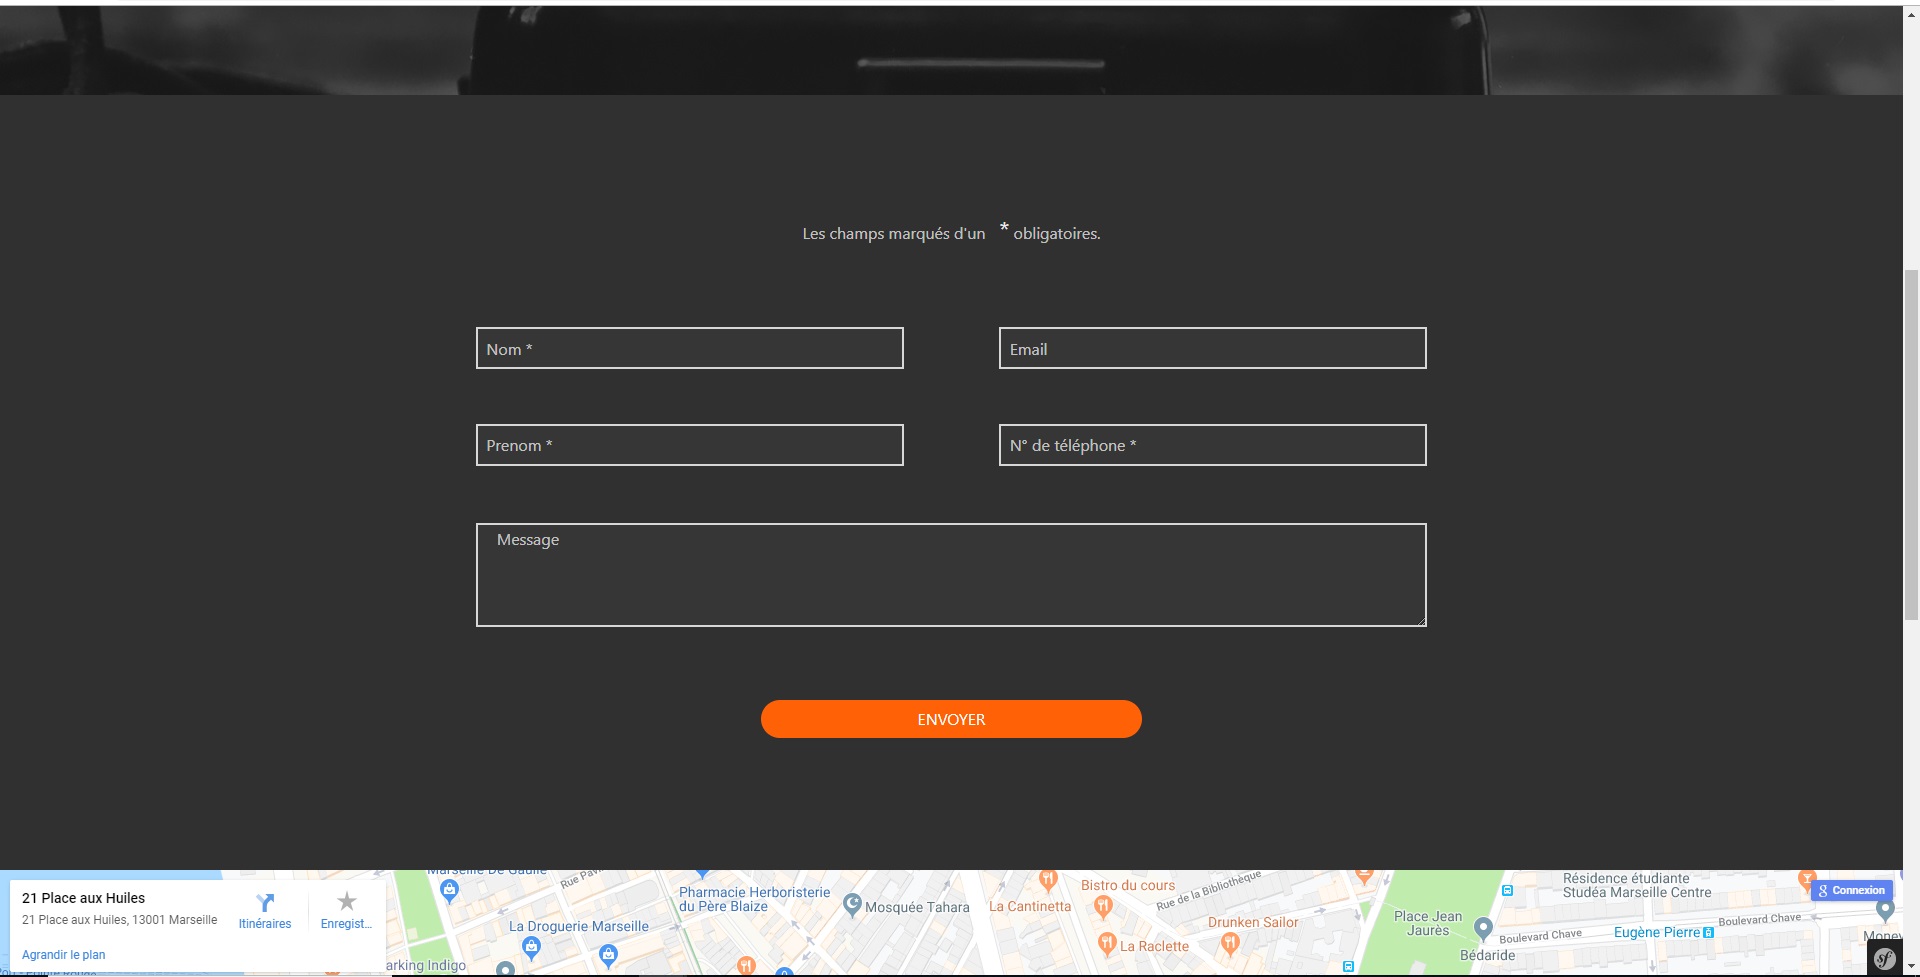 Les champs marqués d'un * obligatoires.
Nom *
Email
Prenom *
N° de téléphone *
Message
ENVOYER
21 Place aux Huiles
21 Place aux Huiles, 13001 Marseille
Itinéraires
Enregist...
Agrandir le plan
Marseille De Gaulle
La Droguerie Marseille
arking Indigo
Pharmacie Herboristerie
du Père Blaize
Mosquée Tahara
La Cantinetta
Bistro du cours
Rue de la Bibliothèque
La Raclette
Drunken Sailor
Place Jean
Jaurès
Bédaride
Résidence étudiante
Studéa Marseille Centre
Boulevard Chave
Boulevard Chave
Eugène Pierre
Connexion
Money
sf